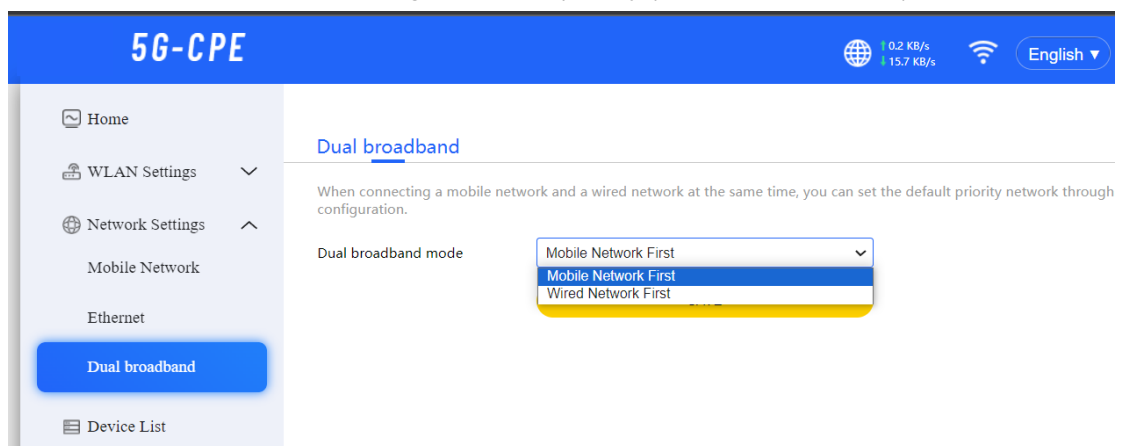 5G-CPE
↑0.2 KB/s
↓15.7 KB/s
English ▼
Home
WLAN Settings
Network Settings
Mobile Network
Ethernet
Dual broadband
Device List
Dual broadband
When connecting a mobile network and a wired network at the same time, you can set the default priority network through
configuration.
Dual broadband mode
Mobile Network First
Mobile Network First
Wired Network First